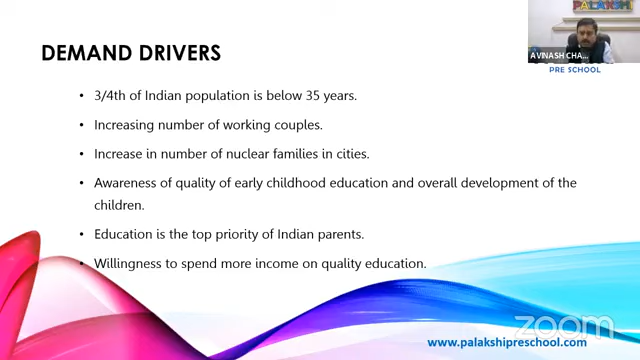 PALAKSHI
DEMAND DRIVERS
A VINASH CHA...
PRE SCHOOL
• 3/4th of Indian population is below 35 years.
• Increasing number of working couples.
• Increase in number of nuclear families in cities.
• Awareness of quality of early childhood education and overall development of the
children.
• Education is the top priority of Indian parents.
• Willingness to spend more income on quality education.
zoom
www.palakshipreschool.com